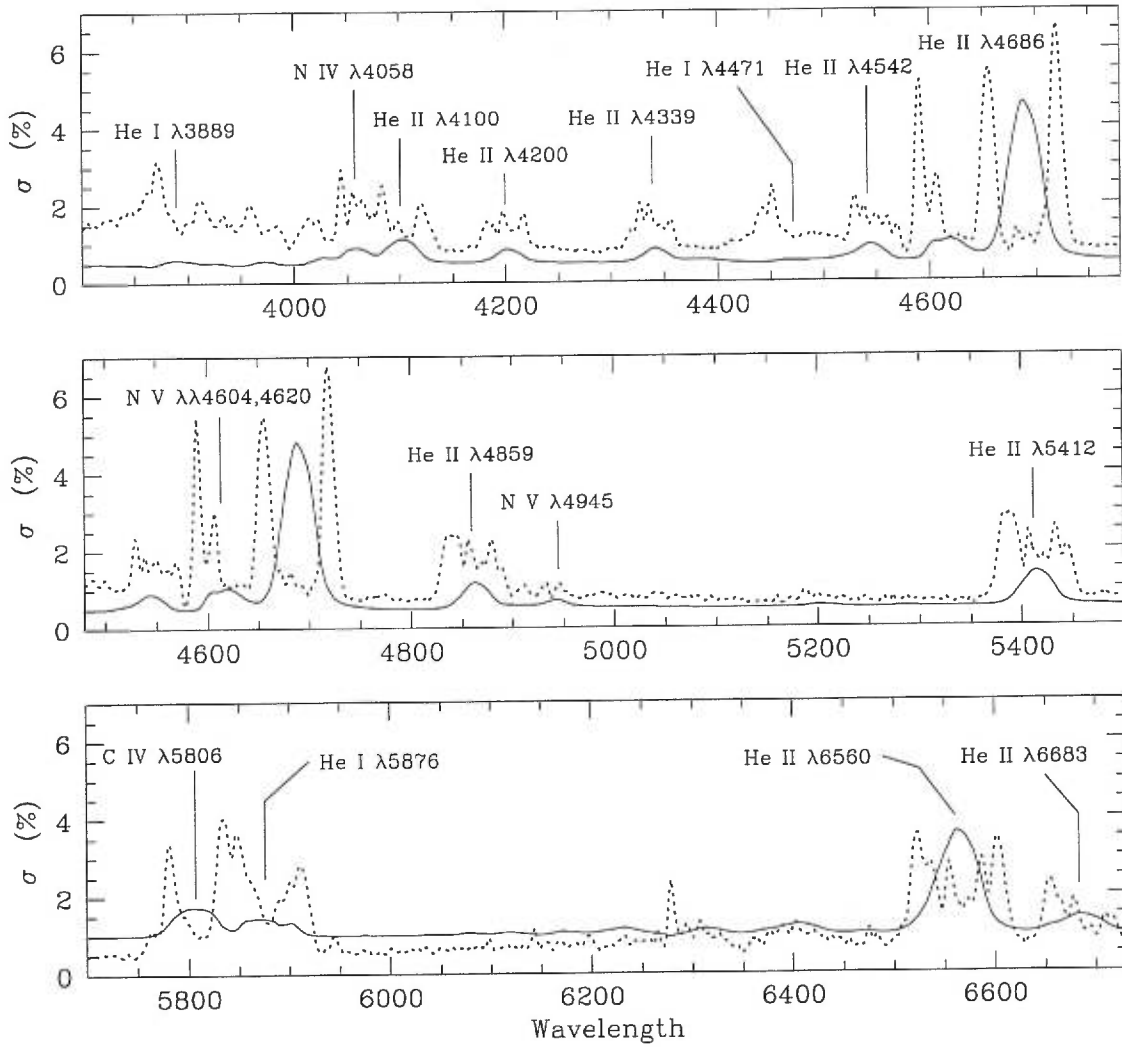 He I λ3889
N IV λ4058
He II λ4100
He II λ4200
He II λ4339
He I λ4471
He II λ4542
He II λ4686
σ (%)
0
2
4
6
4000
4200
4400
4600
N V λλ4604,4620
He II λ4859
N V λ4945
He II λ5412
σ (%)
0
2
4
6
4600
4800
5000
5200
5400
C IV λ5806
He I λ5876
He II λ6560
He II λ6683
σ (%)
0
2
4
6
5800
6000
6200
6400
6600
Wavelength